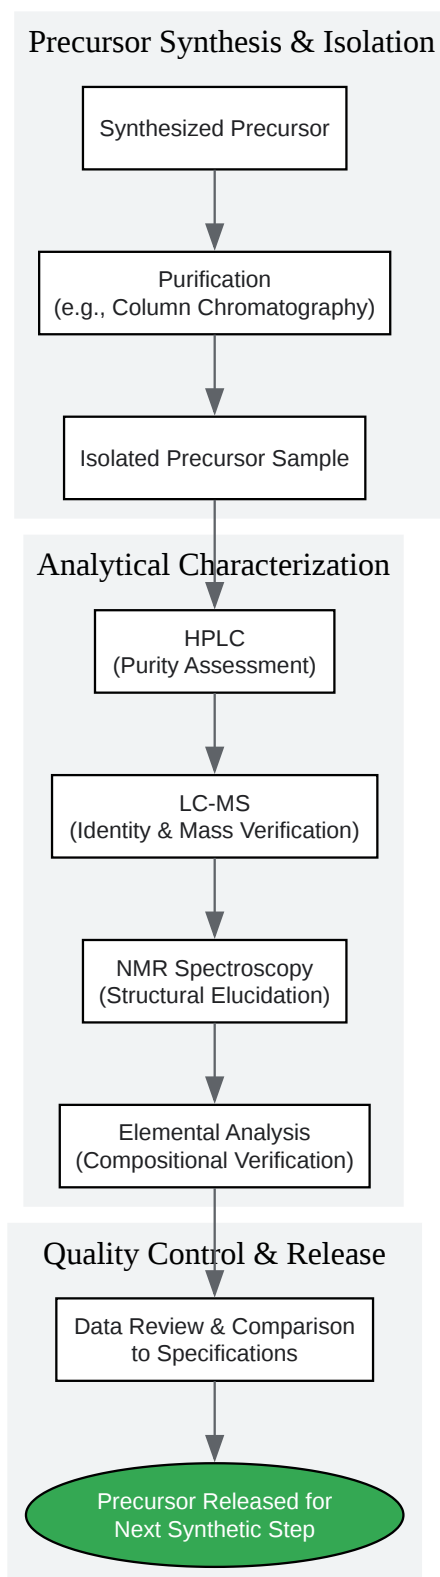 Precursor Synthesis & Isolation
Synthesized Precursor
Purification
(e.g., Column Chromatography)
Isolated Precursor Sample
Analytical Characterization
HPLC
(Purity Assessment)
LC-MS
(Identity & Mass Verification)
NMR Spectroscopy
(Structural Elucidation)
Elemental Analysis
(Compositional Verification)
Quality Control & Release
Data Review & Comparison
to Specifications
Precursor Released for
Next Synthetic Step